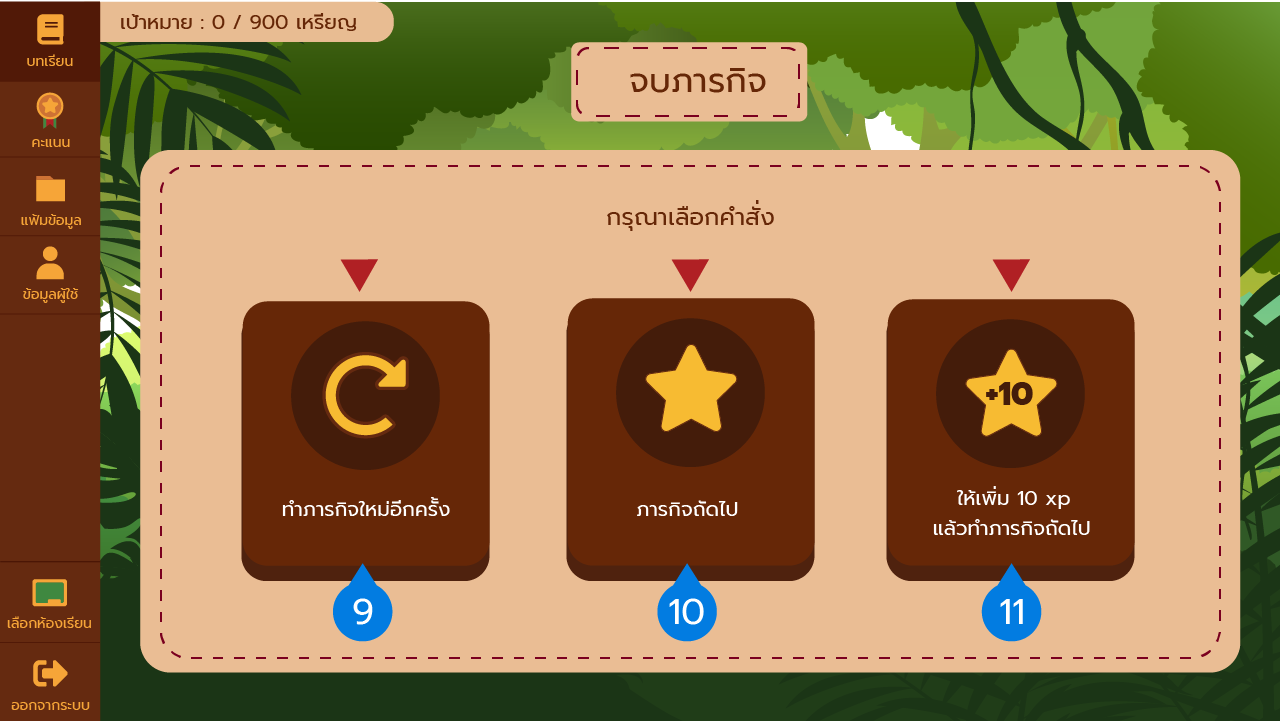 เป้าหมาย : 0 / 900 เหรียญ
บทเรียน
คะแนน
แฟ้มข้อมูล
ข้อมูลผู้ใช้
เลือกห้องเรียน
ออกจากระบบ
จบภารกิจ
กรุณาเลือกคำสั่ง
ทำภารกิจใหม่อีกครั้ง
9
ภารกิจถัดไป
10
+10
ให้เพิ่ม 10 xp
แล้วทำภารกิจถัดไป
11